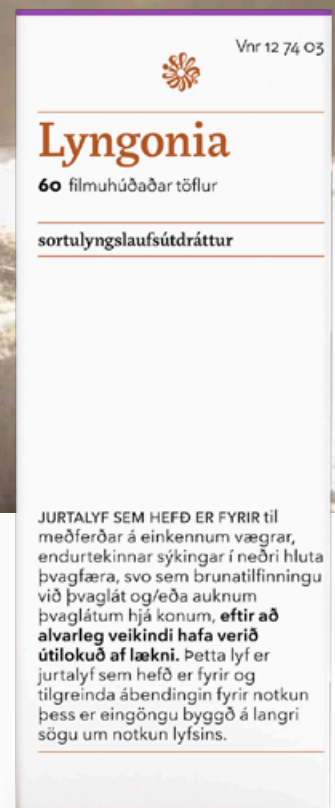 Vnr 12 74 03
Lyngonia
60 filmuhúðaðar töflur
sortulyngslaufsútdráttur
JURTALYF SEM HEFÐ ER FYRIR til
meðferðar á einkennum vægrar,
endurtekinnar sýkingar í neðri hluta
þvagfæra, svo sem brunatilfinningu
við þvaglát og/eða auknum
þvaglátum hjá konum, eftir að
alvarleg veikindi hafa verið
útilokuð af lækni. Þetta lyf er
jurtalyf sem hefð er fyrir og
tilgreinda ábendingin fyrir notkun
þess er eingöngu byggð á langri
sögu um notkun lyfsins.